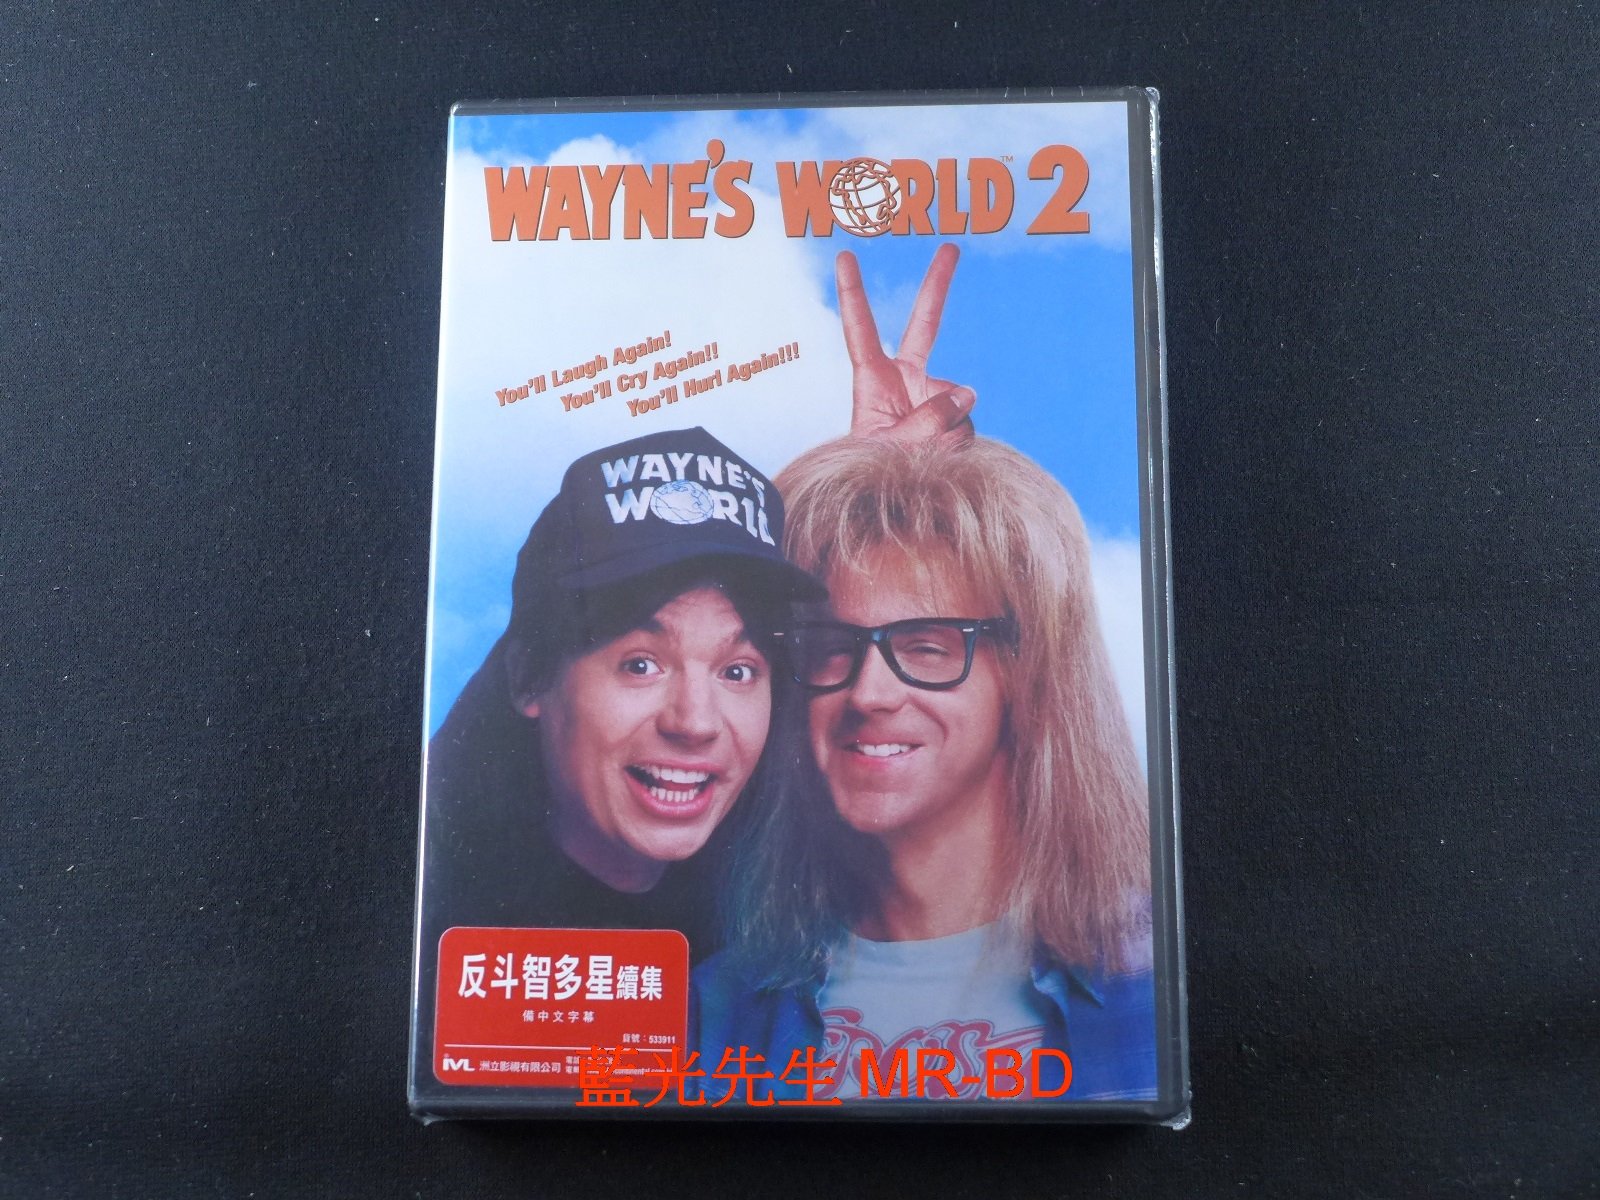 WAYNE'S WORLD™ 2
You'll Laugh Again!
You'll Cry Again!!
You'll Hurl Again!!!
WAYNE'S
WORLD
反斗智多星續集
備中文字幕
貨號：533911
IVL 洲立影視有限公司
藍光先生 MR-BD